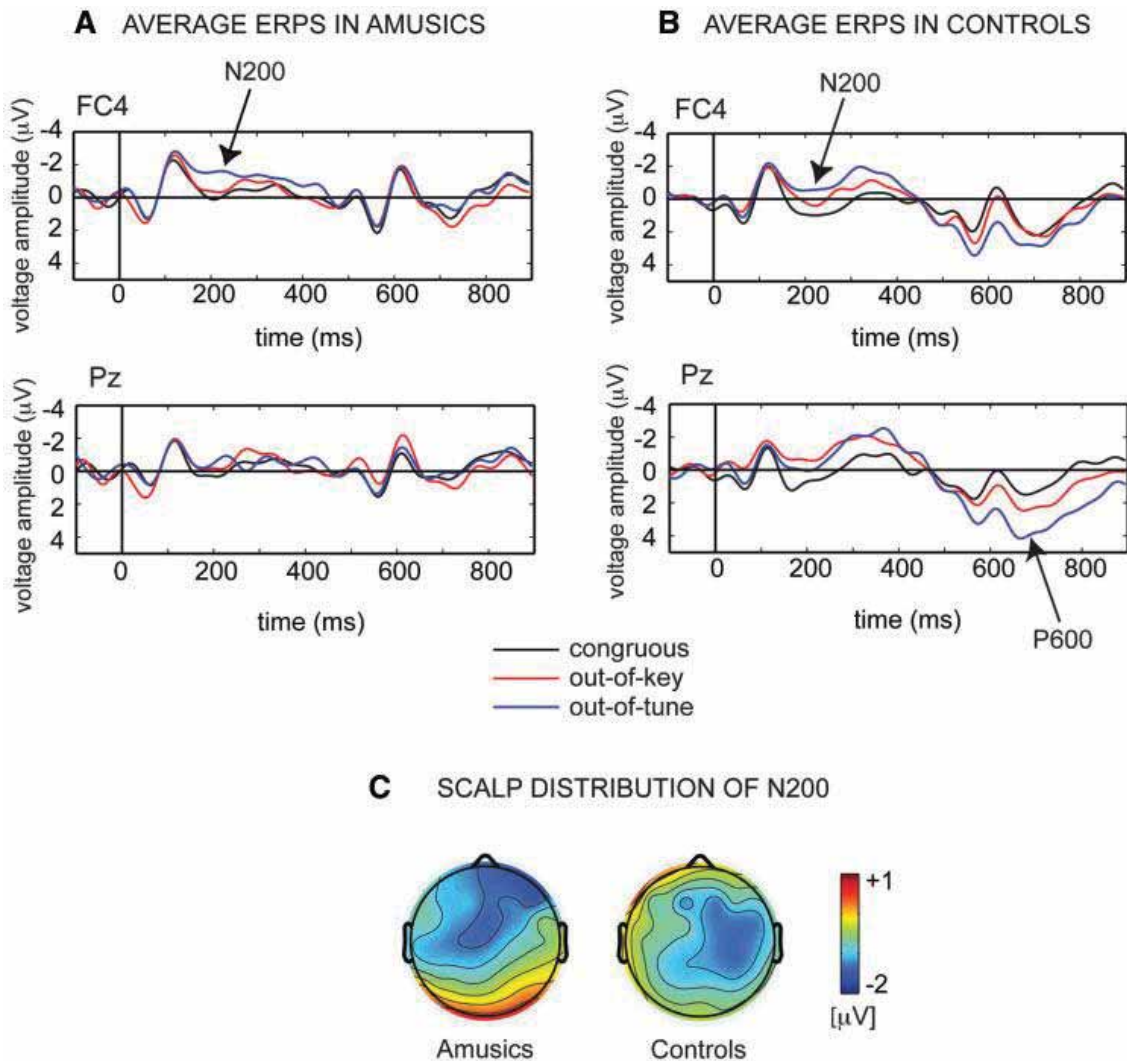 A AVERAGE ERPS IN AMUSICS
N200
FC4
voltage amplitude (μV)
-4
-2
0
2
4
0 200 400 600 800
time (ms)
Pz
voltage amplitude (μV)
-4
-2
0
2
4
0 200 400 600 800
time (ms)
B AVERAGE ERPS IN CONTROLS
N200
FC4
voltage amplitude (μV)
-4
-2
0
2
4
0 200 400 600 800
time (ms)
Pz
voltage amplitude (μV)
-4
-2
0
2
4
0 200 400 600 800
time (ms)
P600
congruous
out-of-key
out-of-tune
C SCALP DISTRIBUTION OF N200
+1
-2
[μV]
Amusics
Controls